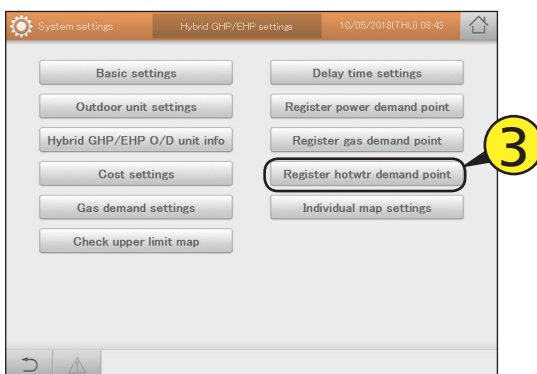 System settings
Hybrid GHP/EHP settings
10/05/2018(THU) 08:43
Basic settings
Outdoor unit settings
Hybrid GHP/EHP O/D unit info
Cost settings
Gas demand settings
Check upper limit map
Delay time settings
Register power demand point
Register gas demand point
Register hotwtr demand point
Individual map settings
3